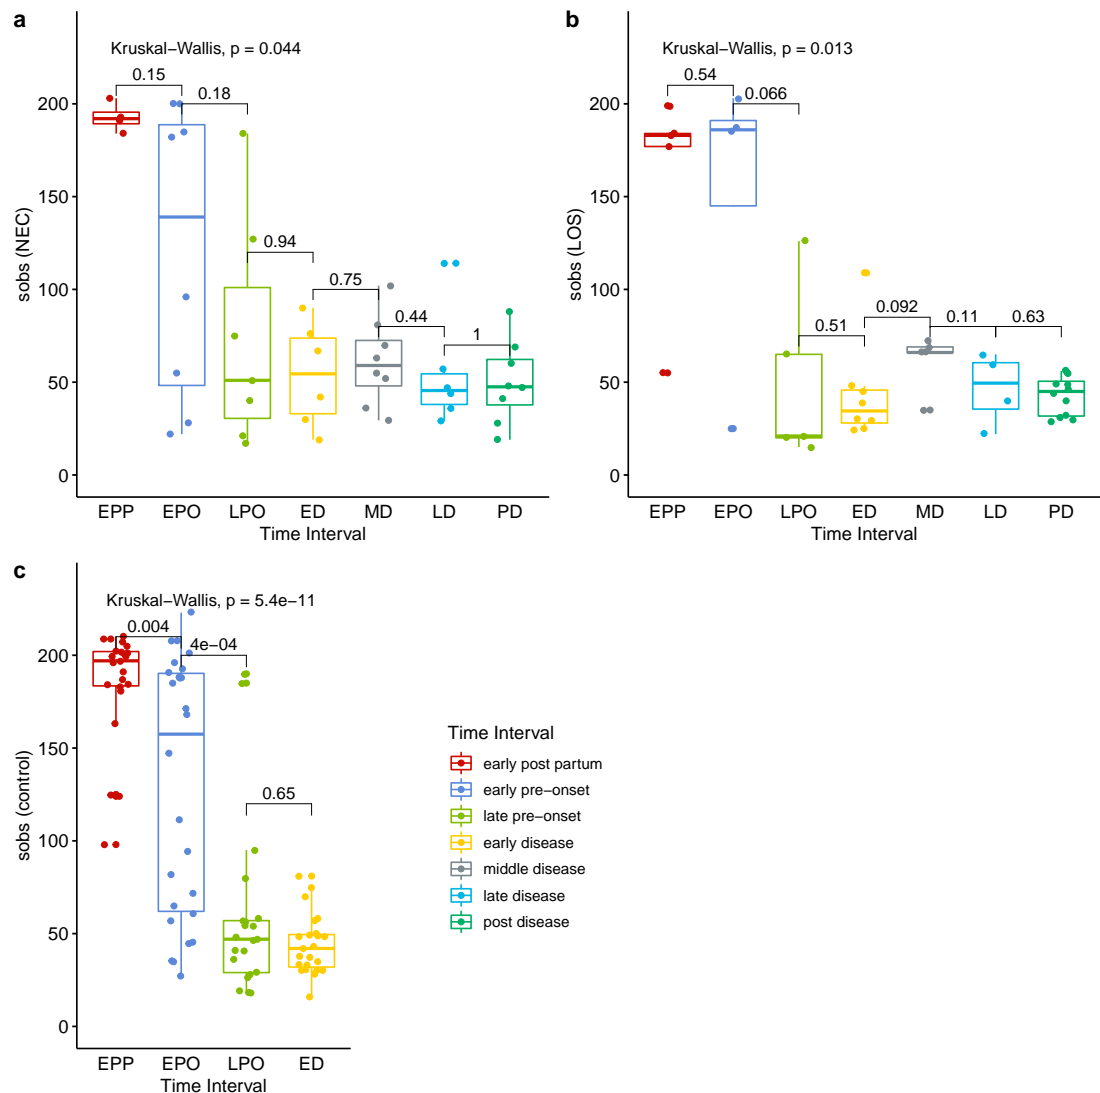 a
Kruskal−Wallis, p = 0.044
0.15
0.18
0.94
0.75
0.44
1
200
150
100
50
0
sobs (NEC)
EPP EPO LPO ED MD LD PD
Time Interval
b
Kruskal−Wallis, p = 0.013
0.54
0.066
0.51
0.092
0.11
0.63
200
150
100
50
0
sobs (LOS)
EPP EPO LPO ED MD LD PD
Time Interval
c
Kruskal−Wallis, p = 5.4e−11
0.004
4e−04
0.65
200
150
100
50
0
sobs (control)
EPP EPO LPO ED
Time Interval
Time Interval
early post partum
early pre−onset
late pre−onset
early disease
middle disease
late disease
post disease